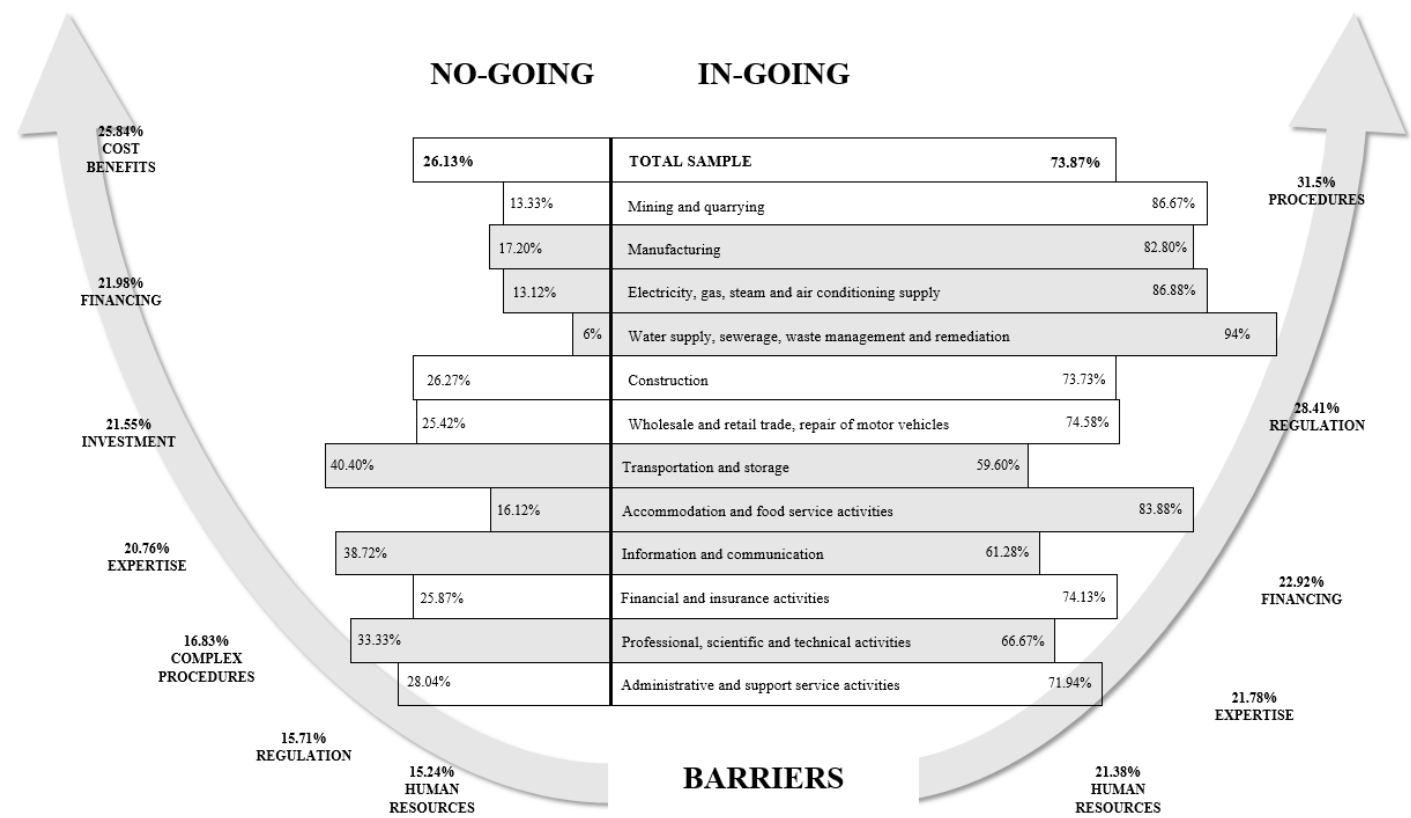 NO-GOING IN-GOING
25.84%
COST
BENEFITS
21.98%
FINANCING
21.55%
INVESTMENT
20.76%
EXPERTISE
16.83%
COMPLEX
PROCEDURES
15.71%
REGULATION
15.24%
HUMAN
RESOURCES
26.13% TOTAL SAMPLE 73.87%
13.33% Mining and quarrying 86.67%
17.20% Manufacturing 82.80%
13.12% Electricity, gas, steam and air conditioning supply 86.88%
6% Water supply, sewerage, waste management and remediation 94%
26.27% Construction 73.73%
25.42% Wholesale and retail trade, repair of motor vehicles 74.58%
40.40% Transportation and storage 59.60%
16.12% Accommodation and food service activities 83.88%
38.72% Information and communication 61.28%
25.87% Financial and insurance activities 74.13%
33.33% Professional, scientific and technical activities 66.67%
28.04% Administrative and support service activities 71.94%
31.5%
PROCEDURES
28.41%
REGULATION
22.92%
FINANCING
21.78%
EXPERTISE
21.38%
HUMAN
RESOURCES
BARRIERS